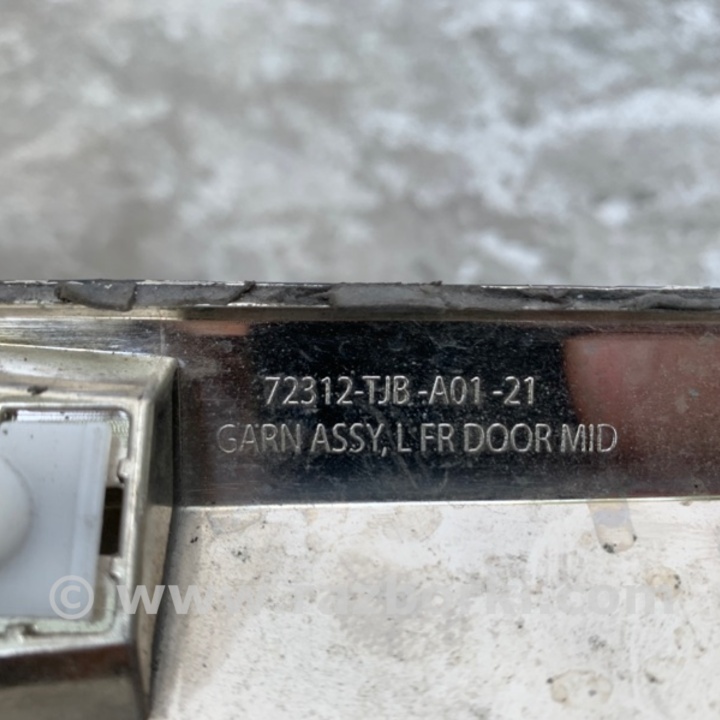 72312-TJB -A01 -21
GARN ASSY, L FR DOOR MID